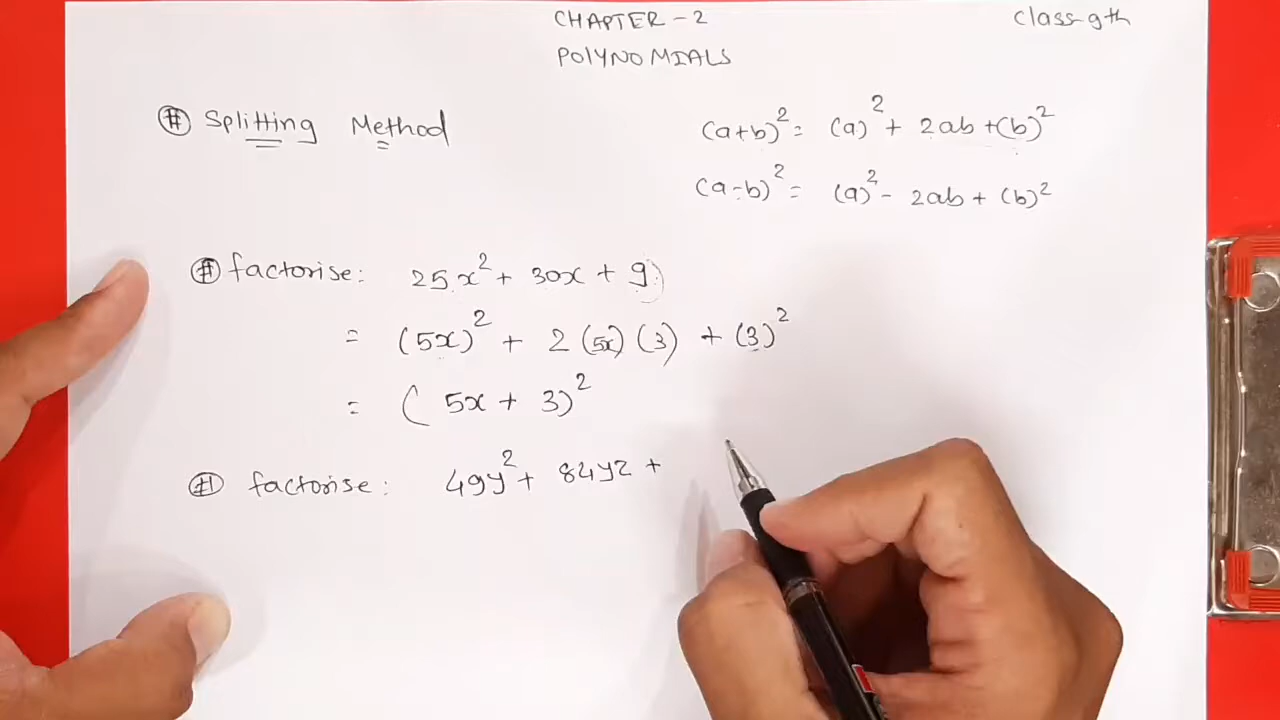 CHAPTER - 2
Class-9th
POLYNOMIALS
# Splitting Method
(a+b)² = (a)² + 2ab + (b)²
(a-b)² = (a)² - 2ab + (b)²
# factorise: 25x² + 30x + 9
= (5x)² + 2 (5x) (3) + (3)²
= (5x + 3)²
# factorise: 49y² + 84yz +